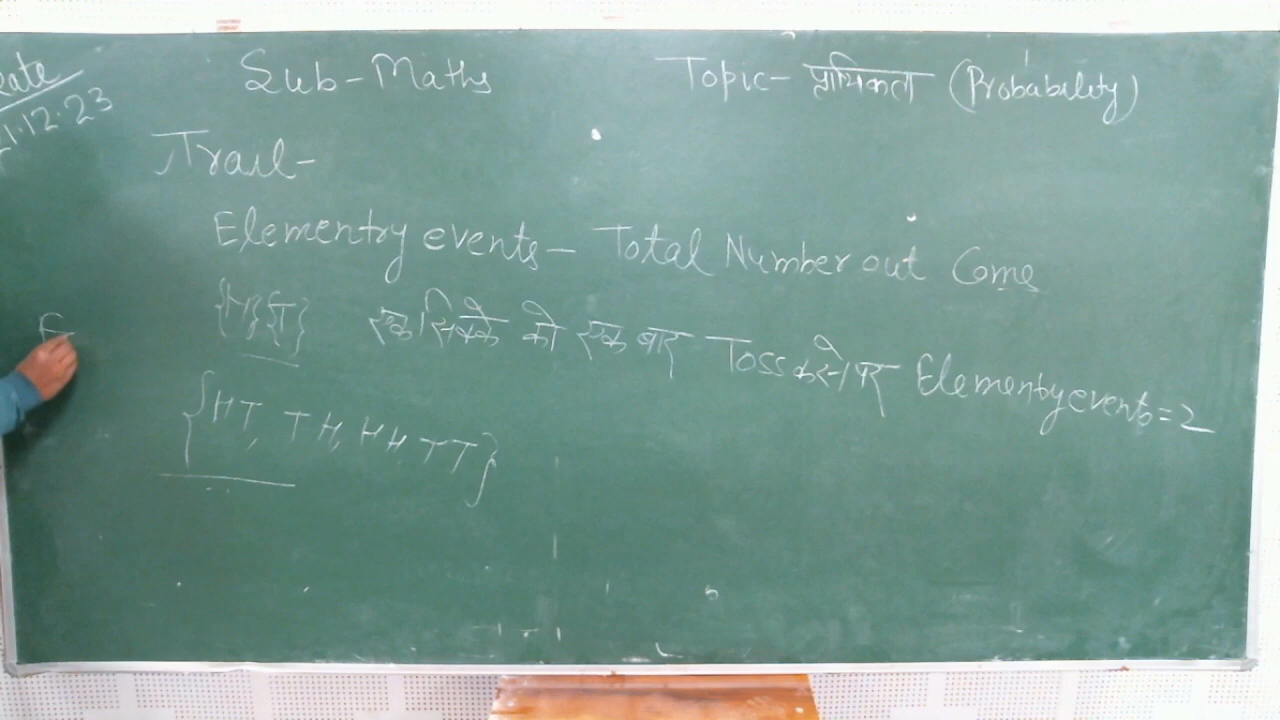 Sub-Maths
Topic- प्रायिकता (Probability)
1.12.23
Trail-
Elementry events- Total Number out Come
{H}{T} एक सिक्के को एक बार Toss करने पर Elementry events=2
{HT, TH, HH TT}
E